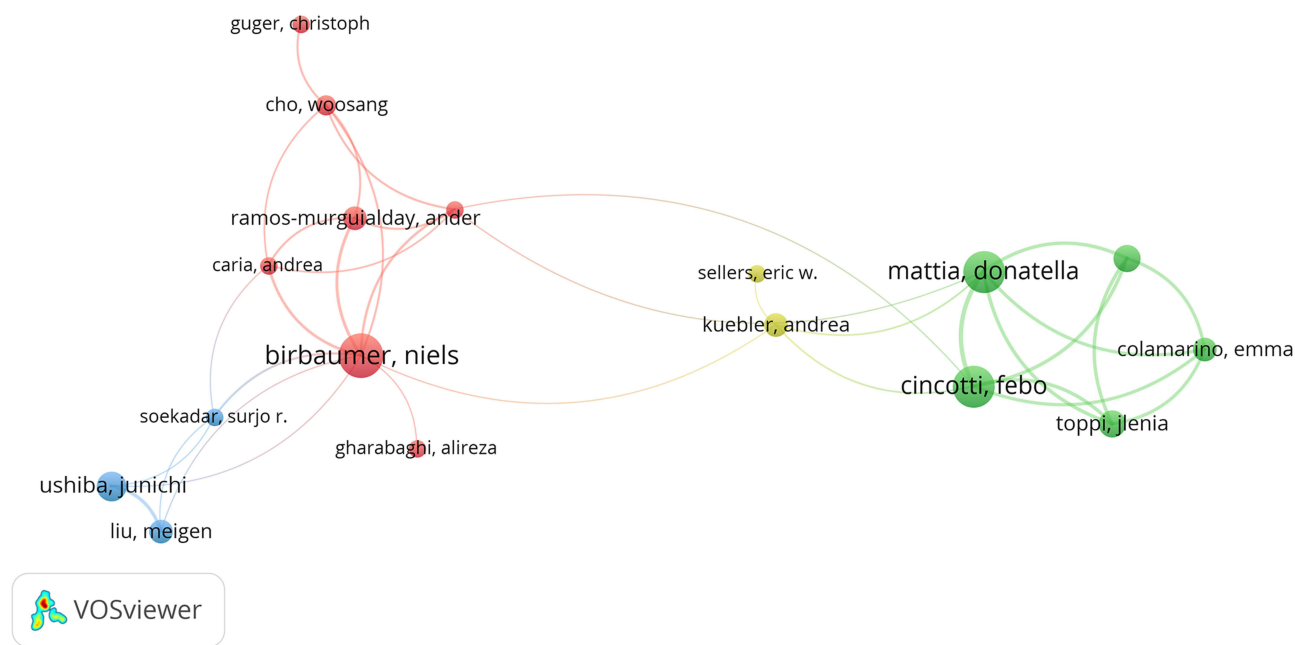 guger, christoph
cho, woosang
ramos-murguialday, ander
caria, andrea
sellers, eric w.
mattia, donatella
kuebler, andrea
colamarino, emma
birbaumer, niels
cincotti, febo
soekadar, surjo r.
toppi, jlenia
gharabaghi, alireza
ushiba, junichi
liu, meigen
VOSviewer